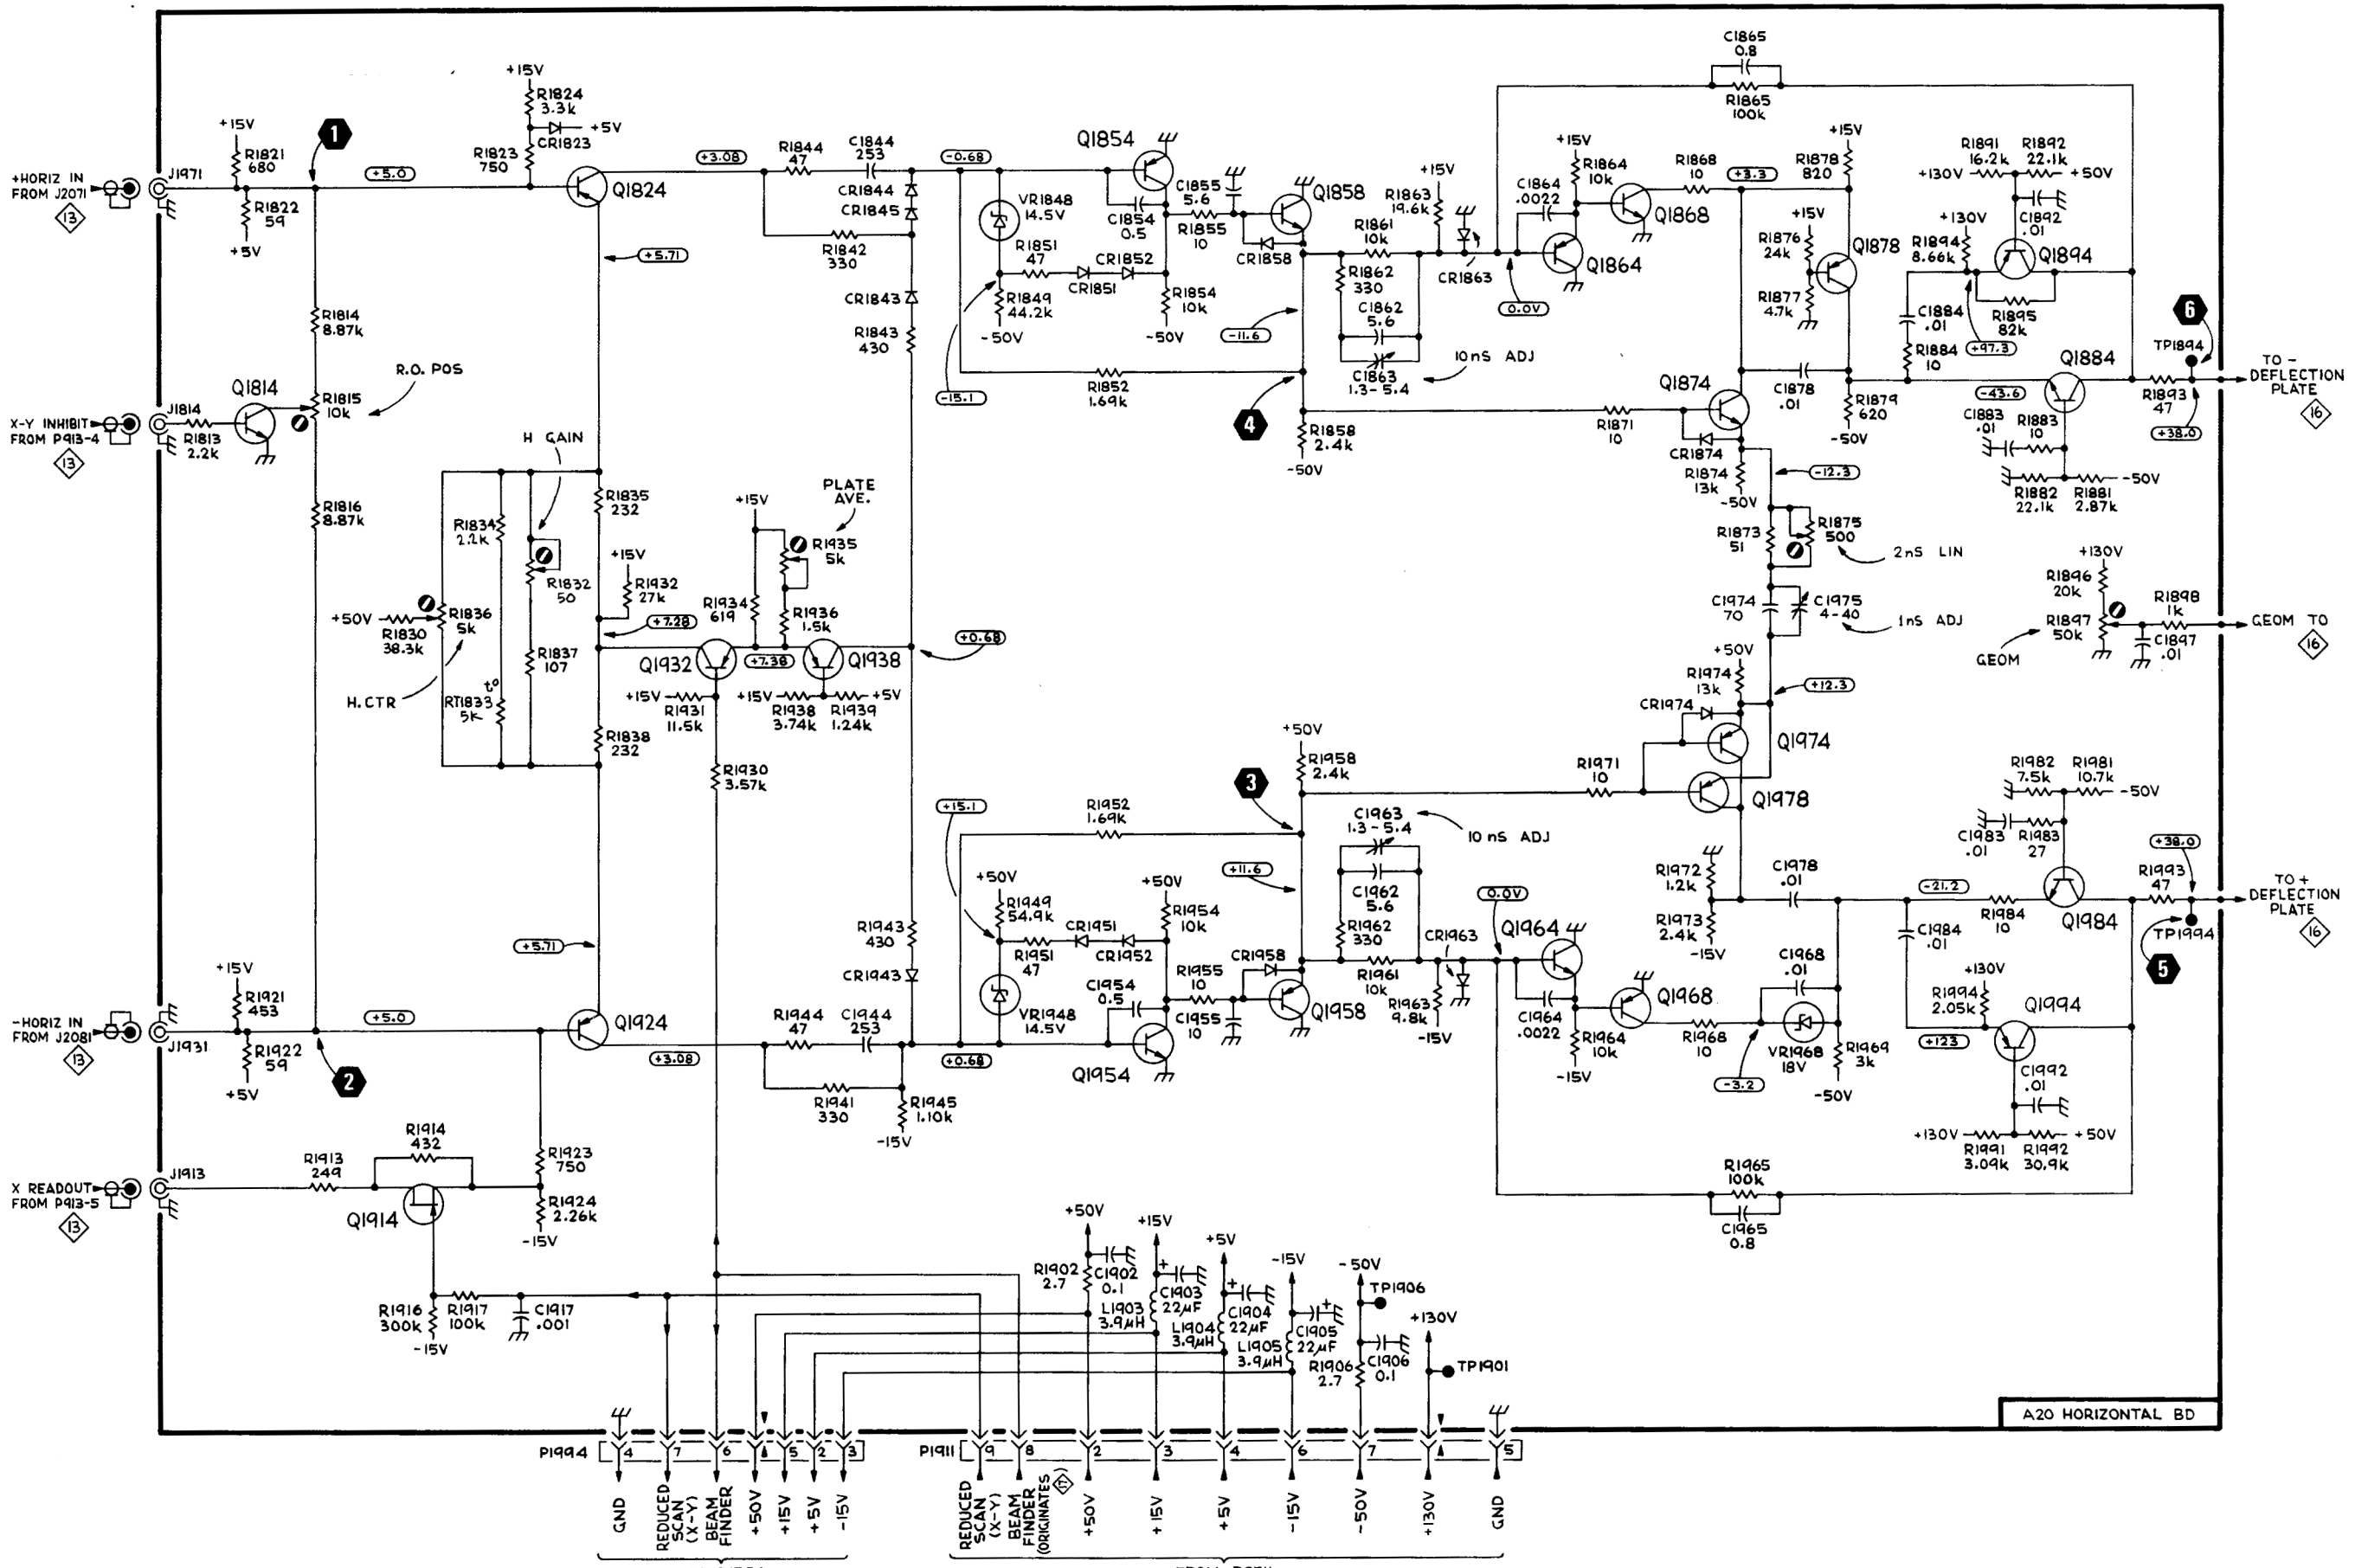 +HORIZ IN
FROM J2071
13
J1971
+15V
R1821
680
R1822
59
+5V
1
+5.0
+15V
R1824
3.3k
+5V
CR1823
R1823
750
Q1824
+5.71
+3.08
R1844
47
C1844
253
CR1844
CR1845
R1842
330
CR1843
R1843
430
-0.68
VR1848
14.5V
R1851
47
CR1851
CR1852
R1849
44.2k
-50V
-15.1
Q1854
C1854
0.5
R1854
10k
-50V
R1852
1.69k
C1855
5.6
R1855
10
Q1858
CR1858
-11.6
4
R1858
2.4k
-50V
R1861
10k
R1862
330
C1862
5.6
C1863
1.3-5.4
10 nS ADJ
+15V
R1863
19.6k
CR1863
0.0V
C1864
.0022
Q1864
+15V
R1864
10k
Q1868
R1868
10
C1865
0.8
R1865
100k
+3.3
+15V
R1878
820
+15V
R1876
24k
R1877
4.7k
Q1878
C1878
.01
R1879
620
-50V
R1871
10
Q1874
CR1874
R1874
13k
-50V
-12.3
R1891
16.2k
R1892
22.1k
+130V
+50V
C1892
.01
+130V
R1894
8.66k
Q1894
R1895
82k
C1884
.01
R1884
10
+97.3
Q1884
-43.6
C1883
.01
R1883
10
R1882
22.1k
R1881
2.87k
-50V
6
TP1894
R1893
47
+38.0
TO -
DEFLECTION
PLATE
16
X-Y INHIBIT
FROM P913-4
13
J1814
R1813
2.2k
Q1814
R1814
8.87k
R1815
10k
R.O. POS
R1816
8.87k
H GAIN
R1834
2.2k
R1832
50
R1835
232
+15V
R1932
27k
+7.28
+50V
R1830
38.3k
R1836
5k
H.CTR
t°
RT1833
5k
R1837
107
R1838
232
+15V
PLATE
AVE.
R1935
5k
R1934
619
R1936
1.5k
Q1932
+7.38
Q1938
+0.68
+15V
R1931
11.5k
+15V
R1938
3.74k
R1939
1.24k
+5V
R1930
3.57k
R1873
51
R1875
500
2nS LIN
C1974
70
C1975
4-40
1nS ADJ
+50V
R1974
13k
+12.3
CR1974
Q1974
Q1978
+130V
R1896
20k
R1897
50k
GEOM
R1898
1k
C1897
.01
GEOM TO
16
+50V
R1958
2.4k
3
R1971
10
+15.1
R1952
1.69k
+11.6
C1963
1.3-5.4
10 nS ADJ
C1962
5.6
R1962
330
R1961
10k
CR1963
R1963
9.8k
-15V
0.0V
Q1964
C1964
.0022
R1964
10k
-15V
Q1968
R1968
10
C1968
.01
VR1968
18V
-3.2
R1969
3k
-50V
R1972
1.2k
R1973
2.4k
-15V
C1978
.01
-21.2
C1984
.01
R1984
10
Q1984
R1982
7.5k
R1981
10.7k
-50V
C1983
.01
R1983
27
+38.0
R1993
47
TP1994
5
TO +
DEFLECTION
PLATE
16
+130V
R1994
2.05k
+123
Q1994
C1992
.01
+130V
+50V
R1991
3.09k
R1992
30.9k
R1965
100k
C1965
0.8
R1943
430
CR1943
+50V
R1949
54.9k
R1951
47
CR1951
CR1952
VR1948
14.5V
+50V
R1954
10k
C1954
0.5
Q1954
R1955
10
C1955
10
CR1958
Q1958
-HORIZ IN
FROM J2081
13
J1931
+15V
R1921
453
R1922
59
+5V
2
+5.0
+5.71
Q1924
+3.08
R1944
47
C1944
253
R1941
330
R1945
1.10k
-15V
+0.68
X READOUT
FROM P913-5
13
J1913
R1913
249
R1914
432
Q1914
R1923
750
R1924
2.26k
-15V
R1916
300k
-15V
R1917
100k
C1917
.001
+50V
R1902
2.7
C1902
0.1
+15V
+
C1903
22µF
L1903
3.9µH
+5V
+
C1904
22µF
L1904
3.9µH
-15V
+
C1905
22µF
L1905
3.9µH
-50V
TP1906
C1906
0.1
R1906
2.7
+130V
TP1901
A20 HORIZONTAL BD
P1994
4
7
6
1
5
2
3
P1911
9
8
2
3
4
6
7
1
5
GND
REDUCED
SCAN
(X-Y)
BEAM
FINDER
+50V
+15V
+5V
-15V
REDUCED
SCAN
(X-Y)
BEAM
FINDER
(ORIGINATES
17)
+50V
+15V
+5V
-15V
-50V
+130V
GND